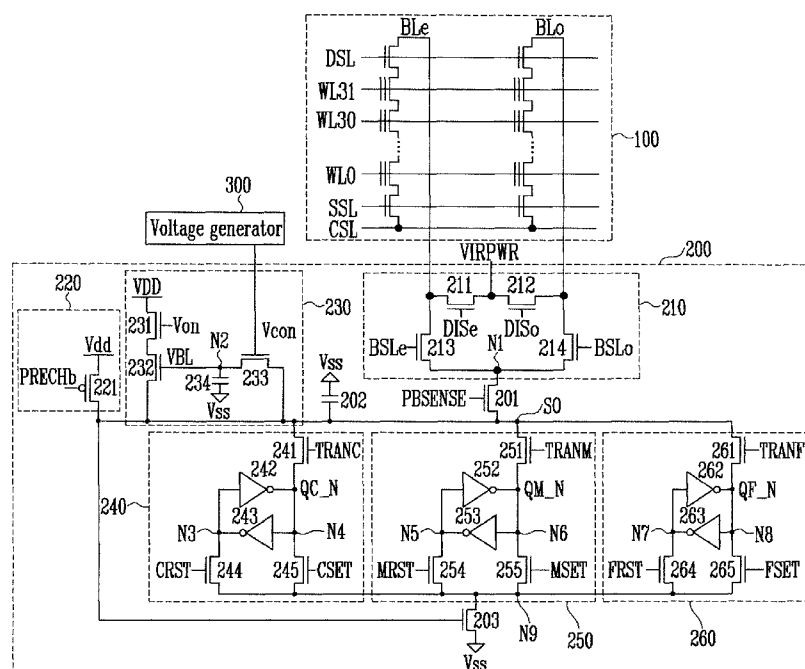 BLe BLo
DSL
WL31
WL30
100
WL0
SSL
CSL
300
Voltage generator
VIRPWR
200
220
VDD
230
211 212
210
231 Von
Vcon
DISe DISo
Vdd
VBL N2
BSLe 213 N1 214 BSLo
232
234 233
PRECHb 221
Vss
Vss
202
PBSENSE 201
SO
241 TRANC
251 TRANM
261 TRANF
242
252
262
QC_N
QM_N
QF_N
240
243
253
263
N3 N4
N5 N6
N7 N8
CRST 244 245 CSET
MRST 254 255 MSET
FRST 264 265 FSET
203
N9
250
260
Vss